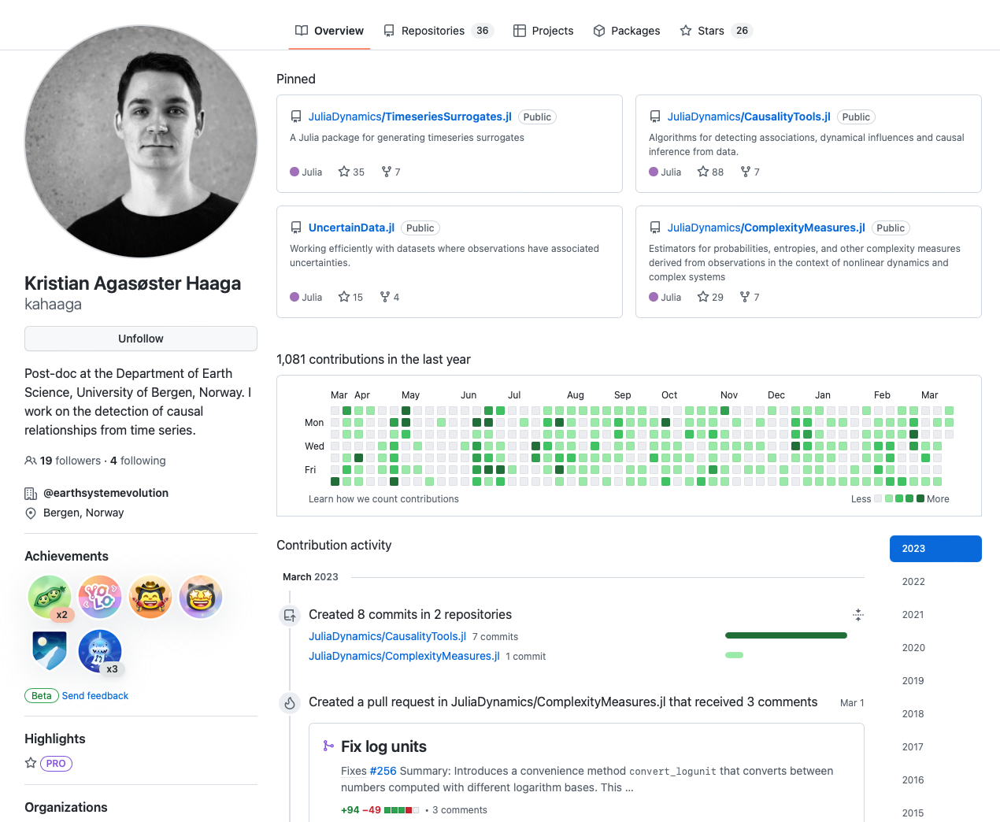 Overview
Repositories 36
Projects
Packages
Stars 26
Kristian Agasøster Haaga
kahaaga
Unfollow
Post-doc at the Department of Earth
Science, University of Bergen, Norway. I
work on the detection of causal
relationships from time series.
19 followers · 4 following
@earthsystemevolution
Bergen, Norway
Achievements
x2
YOLO
x3
Beta Send feedback
Highlights
PRO
Organizations
Pinned
JuliaDynamics/TimeseriesSurrogates.jl Public
A Julia package for generating timeseries surrogates
Julia 35 7
JuliaDynamics/CausalityTools.jl Public
Algorithms for detecting associations, dynamical influences and causal
inference from data.
Julia 88 7
UncertainData.jl Public
Working efficiently with datasets where observations have associated
uncertainties.
Julia 15 4
JuliaDynamics/ComplexityMeasures.jl Public
Estimators for probabilities, entropies, and other complexity measures
derived from observations in the context of nonlinear dynamics and
complex systems
Julia 29 7
1,081 contributions in the last year
Mar Apr May Jun Jul Aug Sep Oct Nov Dec Jan Feb Mar
Mon
Wed
Fri
Learn how we count contributions
Less More
Contribution activity
March 2023
Created 8 commits in 2 repositories
JuliaDynamics/CausalityTools.jl 7 commits
JuliaDynamics/ComplexityMeasures.jl 1 commit
Created a pull request in JuliaDynamics/ComplexityMeasures.jl that received 3 comments Mar 1
Fix log units
Fixes #256 Summary: Introduces a convenience method convert_logunit that converts between
numbers computed with different logarithm bases. This ...
+94 −49 • 3 comments
2023
2022
2021
2020
2019
2018
2017
2016
2015